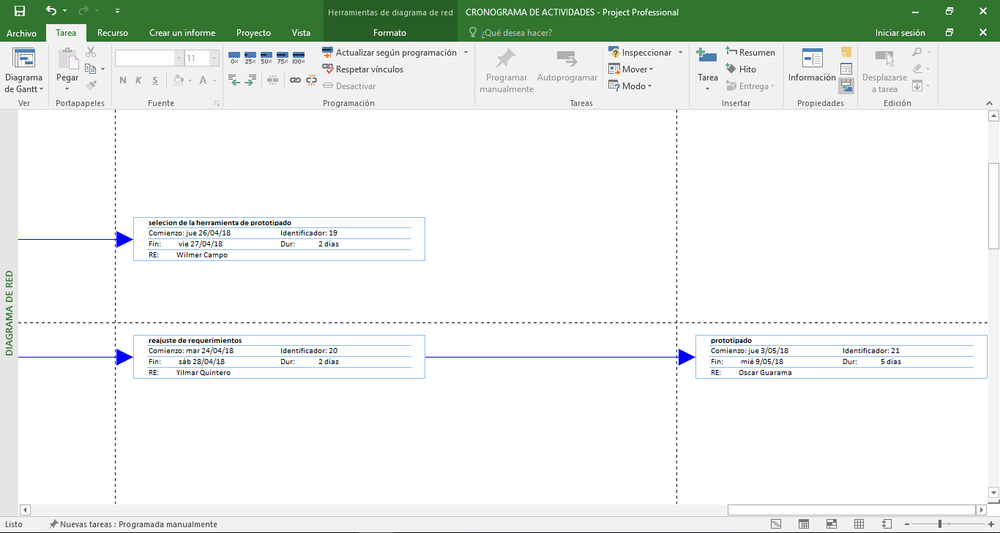 Herramientas de diagrama de red
CRONOGRAMA DE ACTIVIDADES - Project Professional
Archivo
Tarea
Recurso
Crear un informe
Proyecto
Vista
Formato
¿Qué desea hacer?
Iniciar sesión
Diagrama
de Gantt
Ver
Pegar
Portapapeles
11
N K S
A
Fuente
0% 25% 50% 75% 100%
Actualizar según programación
Respetar vínculos
Desactivar
Programación
Programar
manualmente
Autoprogramar
Inspeccionar
Mover
Modo
Tareas
Tarea
Resumen
Hito
Entrega
Insertar
Información
Propiedades
Desplazarse
a tarea
Edición
DIAGRAMA DE RED
selecion de la herramienta de prototipado
Comienzo: jue 26/04/18 Identificador: 19
Fin: vie 27/04/18 Dur: 2 días
RE: Wilmer Campo
reajuste de requerimientos
Comienzo: mar 24/04/18 Identificador: 20
Fin: sáb 28/04/18 Dur: 2 días
RE: Yilmar Quintero
prototipado
Comienzo: jue 3/05/18 Identificador: 21
Fin: mié 9/05/18 Dur: 5 días
RE: Oscar Guarama
Listo
Nuevas tareas : Programada manualmente